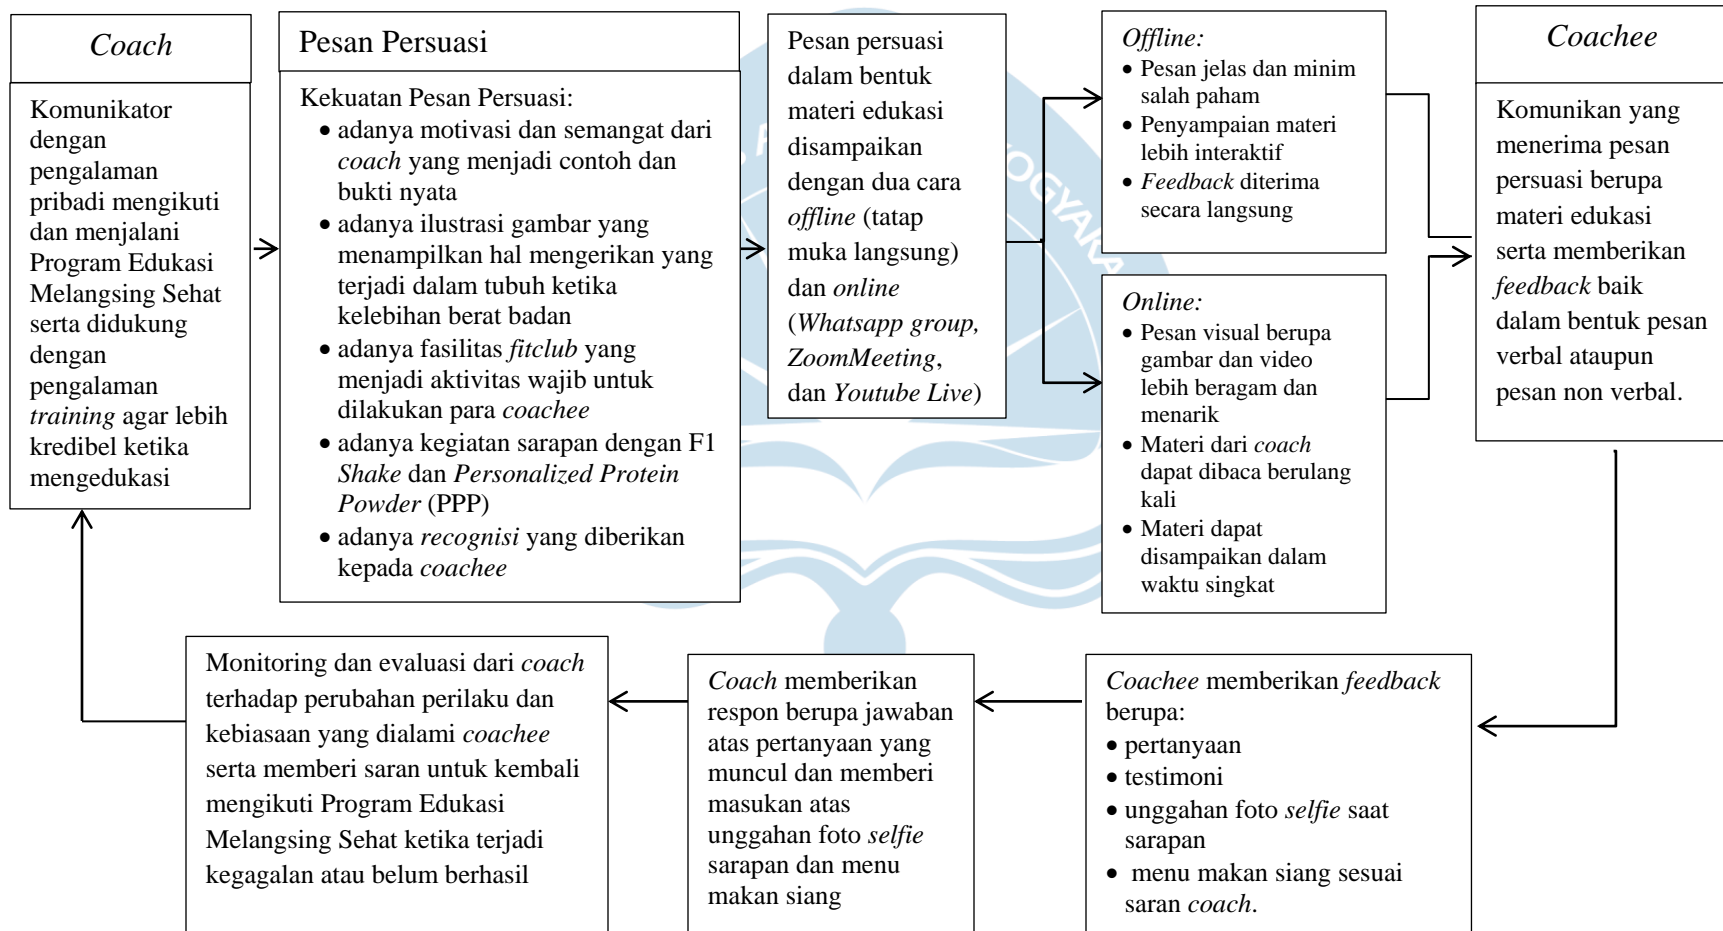 Coach
Komunikator
dengan
pengalaman
pribadi mengikuti
dan menjalani
Program Edukasi
Melangsing Sehat
serta didukung
dengan
pengalaman
training agar lebih
kredibel ketika
mengedukasi
Pesan Persuasi
Kekuatan Pesan Persuasi:
• adanya motivasi dan semangat dari
coach yang menjadi contoh dan
bukti nyata
• adanya ilustrasi gambar yang
menampilkan hal mengerikan yang
terjadi dalam tubuh ketika
kelebihan berat badan
• adanya fasilitas fitclub yang
menjadi aktivitas wajib untuk
dilakukan para coachee
• adanya kegiatan sarapan dengan F1
Shake dan Personalized Protein
Powder (PPP)
• adanya recognisi yang diberikan
kepada coachee
Pesan persuasi
dalam bentuk
materi edukasi
disampaikan
dengan dua cara
offline (tatap
muka langsung)
dan online
(Whatsapp group,
ZoomMeeting,
dan Youtube Live)
Offline:
• Pesan jelas dan minim
salah paham
• Penyampaian materi
lebih interaktif
• Feedback diterima
secara langsung
Online:
• Pesan visual berupa
gambar dan video
lebih beragam dan
menarik
• Materi dari coach
dapat dibaca berulang
kali
• Materi dapat
disampaikan dalam
waktu singkat
Coachee
Komunikan yang
menerima pesan
persuasi berupa
materi edukasi
serta memberikan
feedback baik
dalam bentuk pesan
verbal ataupun
pesan non verbal.
Coachee memberikan feedback
berupa:
• pertanyaan
• testimoni
• unggahan foto selfie saat
sarapan
• menu makan siang sesuai
saran coach.
Coach memberikan
respon berupa jawaban
atas pertanyaan yang
muncul dan memberi
masukan atas
unggahan foto selfie
sarapan dan menu
makan siang
Monitoring dan evaluasi dari coach
terhadap perubahan perilaku dan
kebiasaan yang dialami coachee
serta memberi saran untuk kembali
mengikuti Program Edukasi
Melangsing Sehat ketika terjadi
kegagalan atau belum berhasil